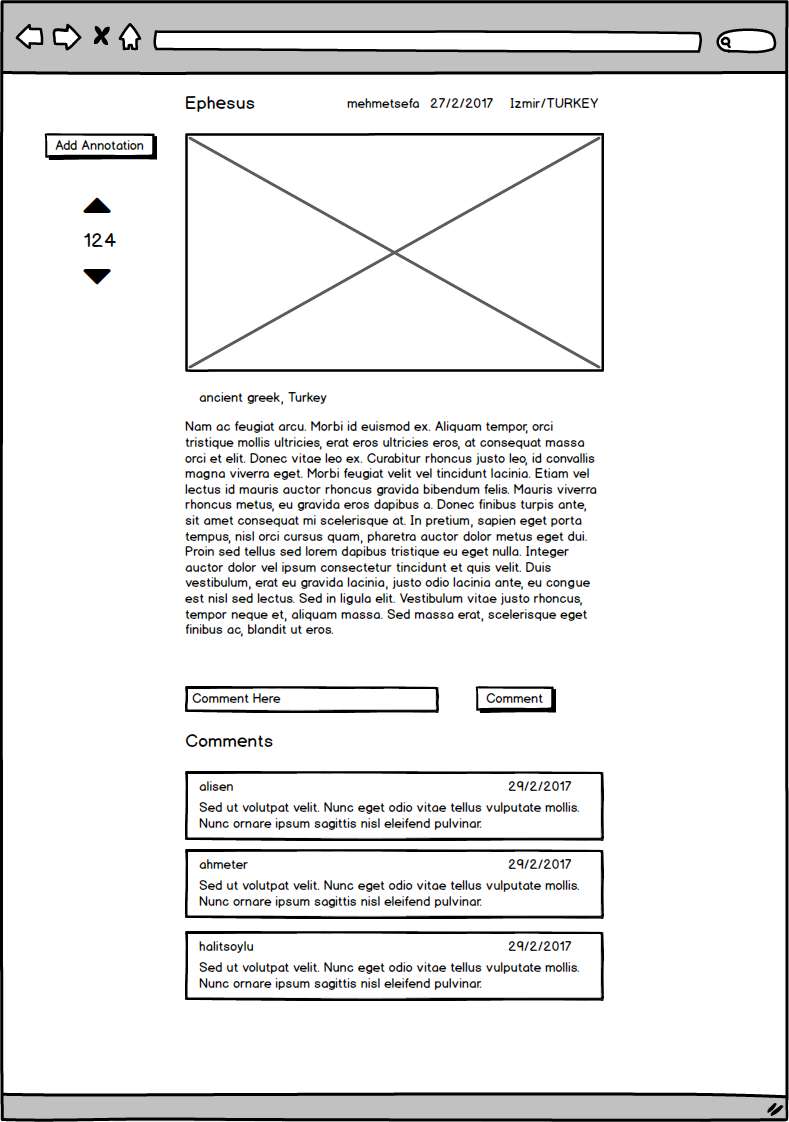 Ephesus mehmetsefa 27/2/2017 Izmir/TURKEY
Add Annotation
124
ancient greek, Turkey
Nam ac feugiat arcu. Morbi id euismod ex. Aliquam tempor, orci
tristique mollis ultricies, erat eros ultricies eros, at consequat massa
orci et elit. Donec vitae leo ex. Curabitur rhoncus justo leo, id convallis
magna viverra eget. Morbi feugiat velit vel tincidunt lacinia. Etiam vel
lectus id mauris auctor rhoncus gravida bibendum felis. Mauris viverra
rhoncus metus, eu gravida eros dapibus a. Donec finibus turpis ante,
sit amet consequat mi scelerisque at. In pretium, sapien eget porta
tempus, nisl orci cursus quam, pharetra auctor dolor metus eget dui.
Proin sed tellus sed lorem dapibus tristique eu eget nulla. Integer
auctor dolor vel ipsum consectetur tincidunt et quis velit. Duis
vestibulum, erat eu gravida lacinia, justo odio lacinia ante, eu congue
est nisl sed lectus. Sed in ligula elit. Vestibulum vitae justo rhoncus,
tempor neque et, aliquam massa. Sed massa erat, scelerisque eget
finibus ac, blandit ut eros.
Comment Here Comment
Comments
alisen 29/2/2017
Sed ut volutpat velit. Nunc eget odio vitae tellus vulputate mollis.
Nunc ornare ipsum sagittis nisl eleifend pulvinar.
ahmeter 29/2/2017
Sed ut volutpat velit. Nunc eget odio vitae tellus vulputate mollis.
Nunc ornare ipsum sagittis nisl eleifend pulvinar.
halitsoylu 29/2/2017
Sed ut volutpat velit. Nunc eget odio vitae tellus vulputate mollis.
Nunc ornare ipsum sagittis nisl eleifend pulvinar.